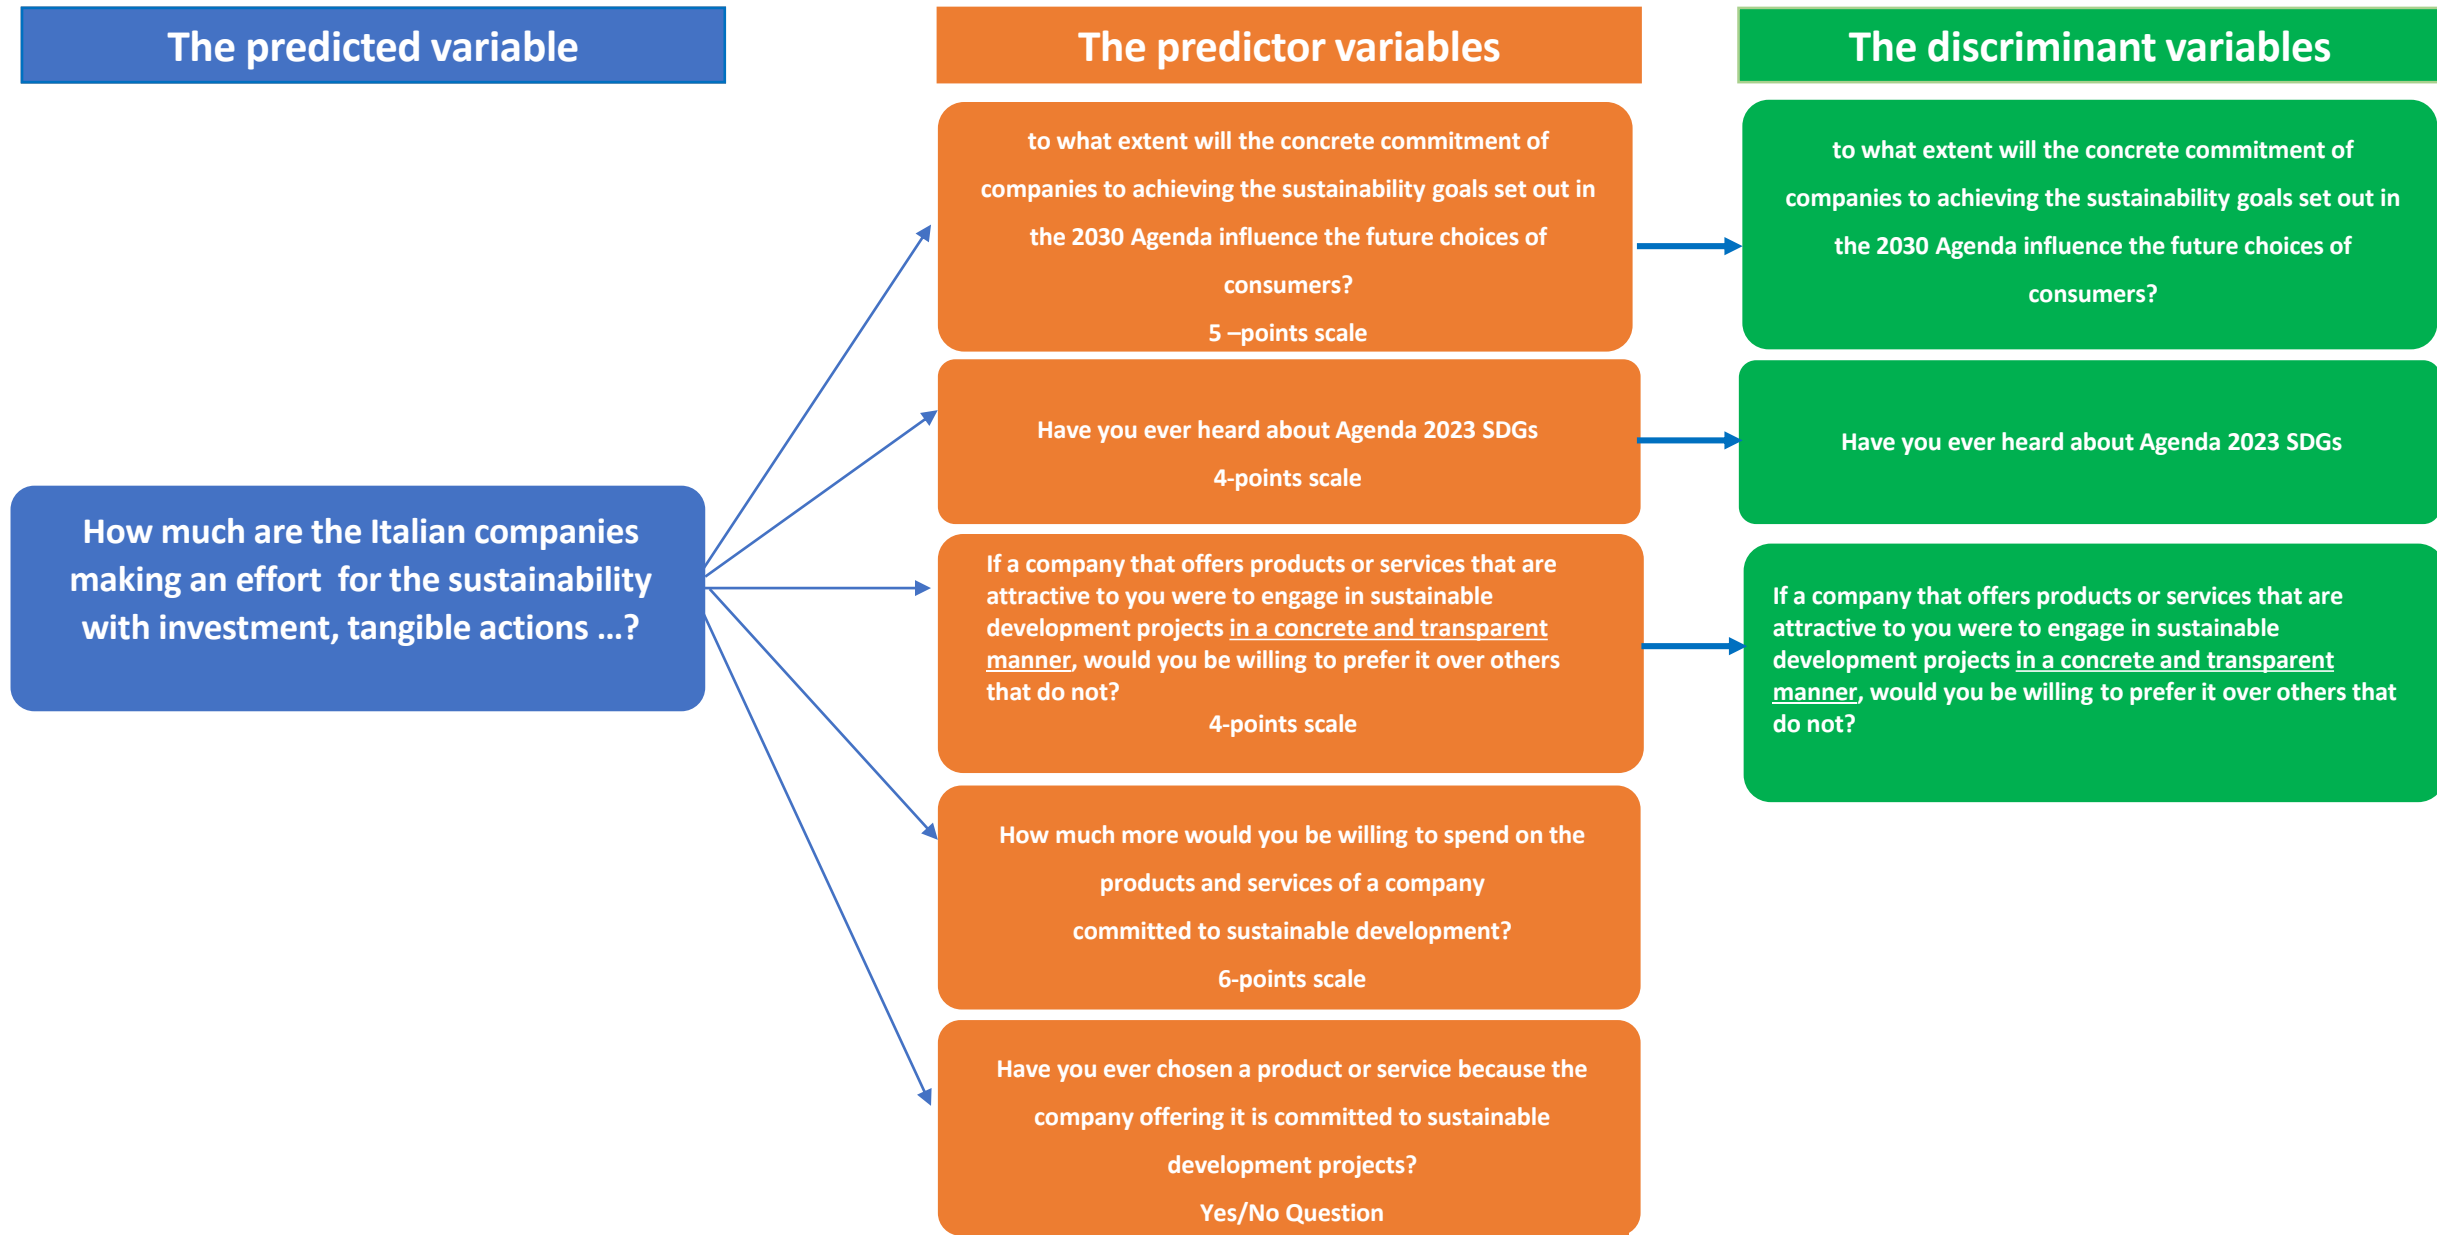 The predicted variable
The predictor variables
The discriminant variables
How much are the Italian companies
making an effort for the sustainability
with investment, tangible actions ...?
to what extent will the concrete commitment of
companies to achieving the sustainability goals set out in
the 2030 Agenda influence the future choices of
consumers?
5 –points scale
Have you ever heard about Agenda 2023 SDGs
4-points scale
If a company that offers products or services that are
attractive to you were to engage in sustainable
development projects in a concrete and transparent
manner, would you be willing to prefer it over others
that do not?
4-points scale
How much more would you be willing to spend on the
products and services of a company
committed to sustainable development?
6-points scale
Have you ever chosen a product or service because the
company offering it is committed to sustainable
development projects?
Yes/No Question
to what extent will the concrete commitment of
companies to achieving the sustainability goals set out in
the 2030 Agenda influence the future choices of
consumers?
Have you ever heard about Agenda 2023 SDGs
If a company that offers products or services that are
attractive to you were to engage in sustainable
development projects in a concrete and transparent
manner, would you be willing to prefer it over others that
do not?